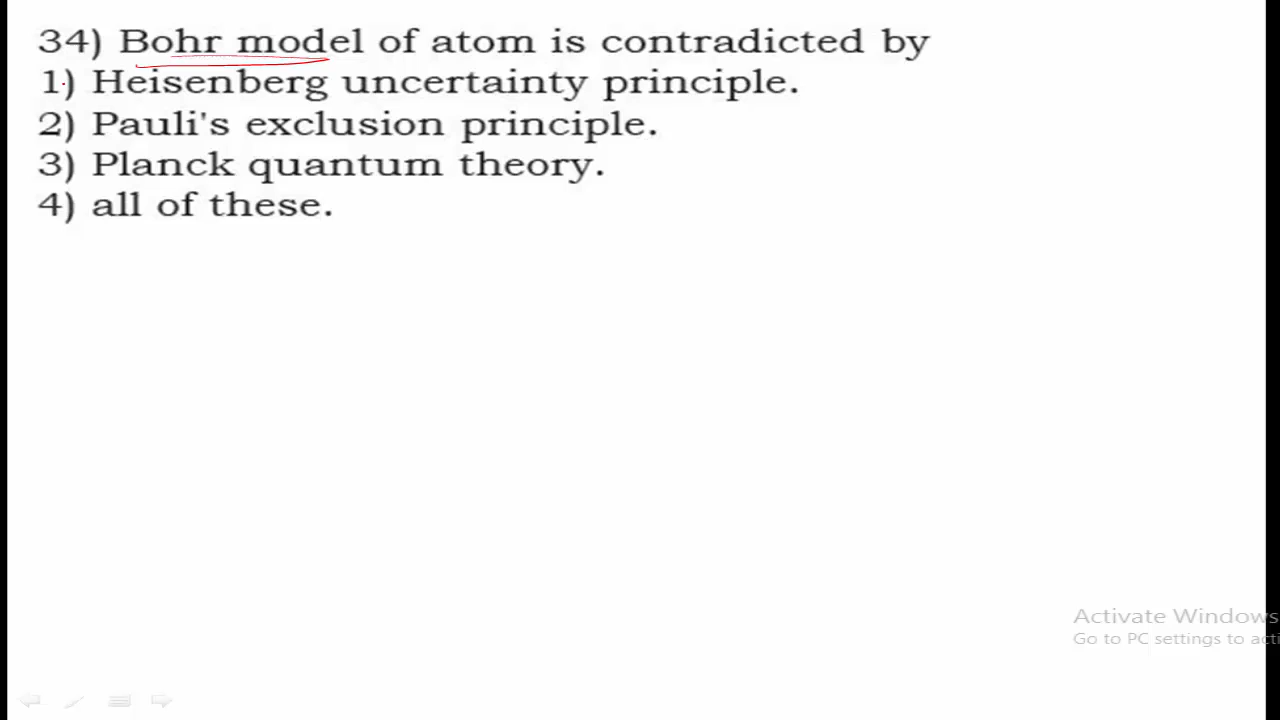 34) Bohr model of atom is contradicted by
1) Heisenberg uncertainty principle.
2) Pauli's exclusion principle.
3) Planck quantum theory.
4) all of these.
Activate Windows
Go to PC settings to acti